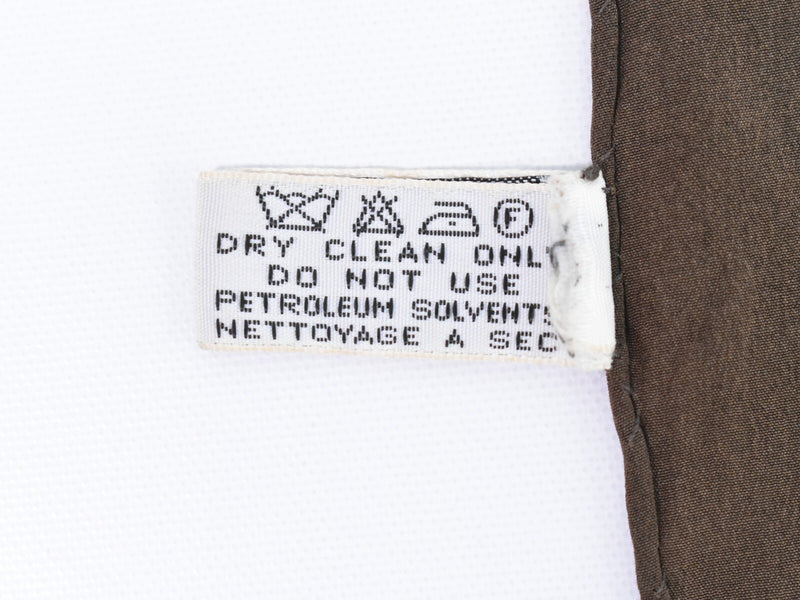 F
DRY CLEAN ONL
DO NOT USE
PETROLEUM SOLVENTS
NETTOYAGE A SEC